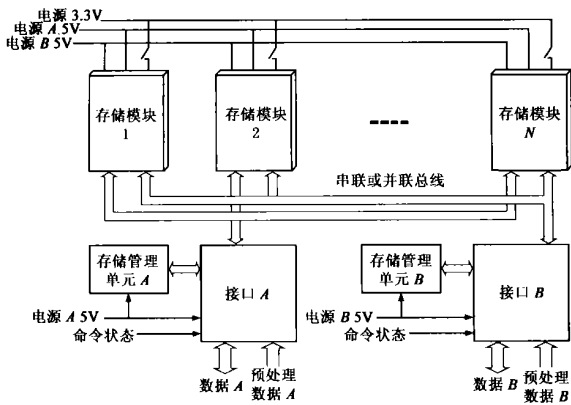 电源 3.3V
电源 A 5V
电源 B 5V
存储模块
1
存储模块
2
存储模块
N
串联或并联总线
存储管理
单元 A
接口 A
电源 A 5V
命令状态
数据 A
预处理
数据 A
存储管理
单元 B
接口 B
电源 B 5V
命令状态
数据 B
预处理
数据 B